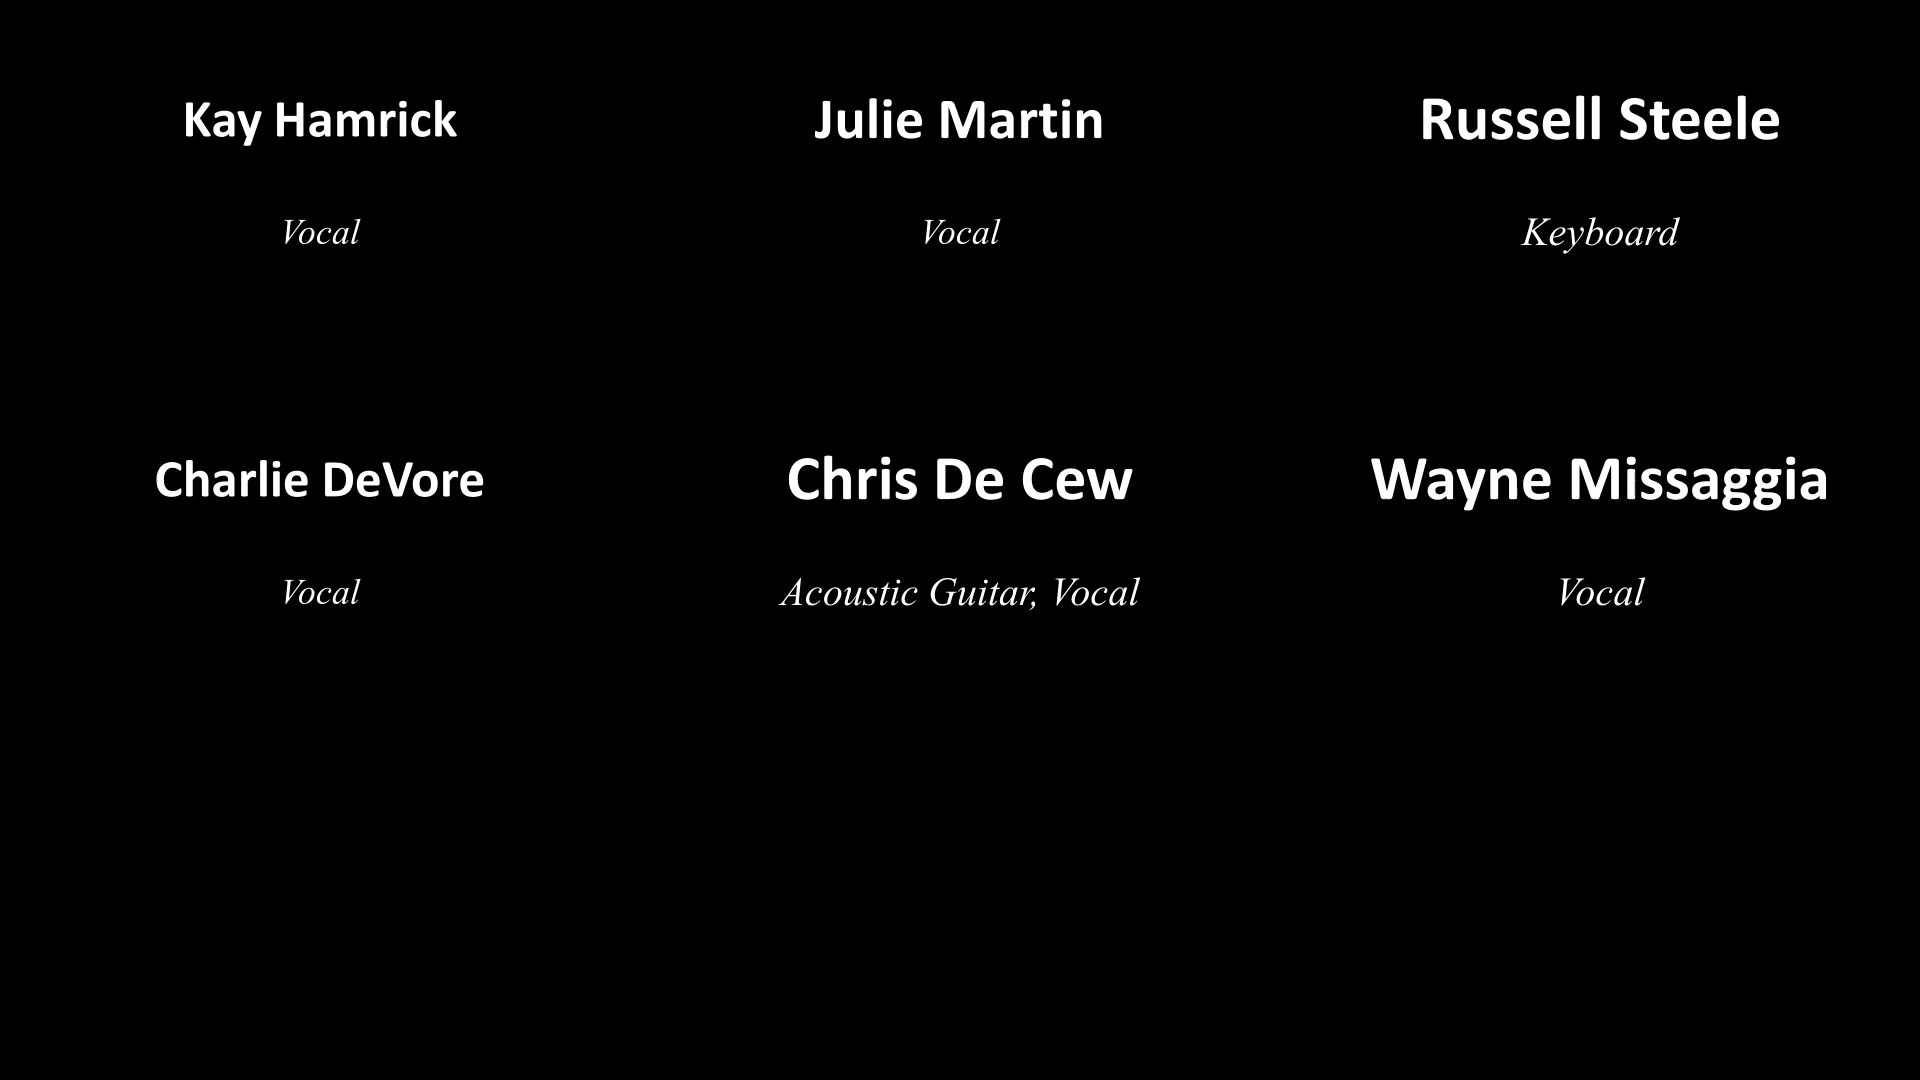 Kay Hamrick
Vocal
Julie Martin
Vocal
Russell Steele
Keyboard
Charlie DeVore
Vocal
Chris De Cew
Acoustic Guitar, Vocal
Wayne Missaggia
Vocal